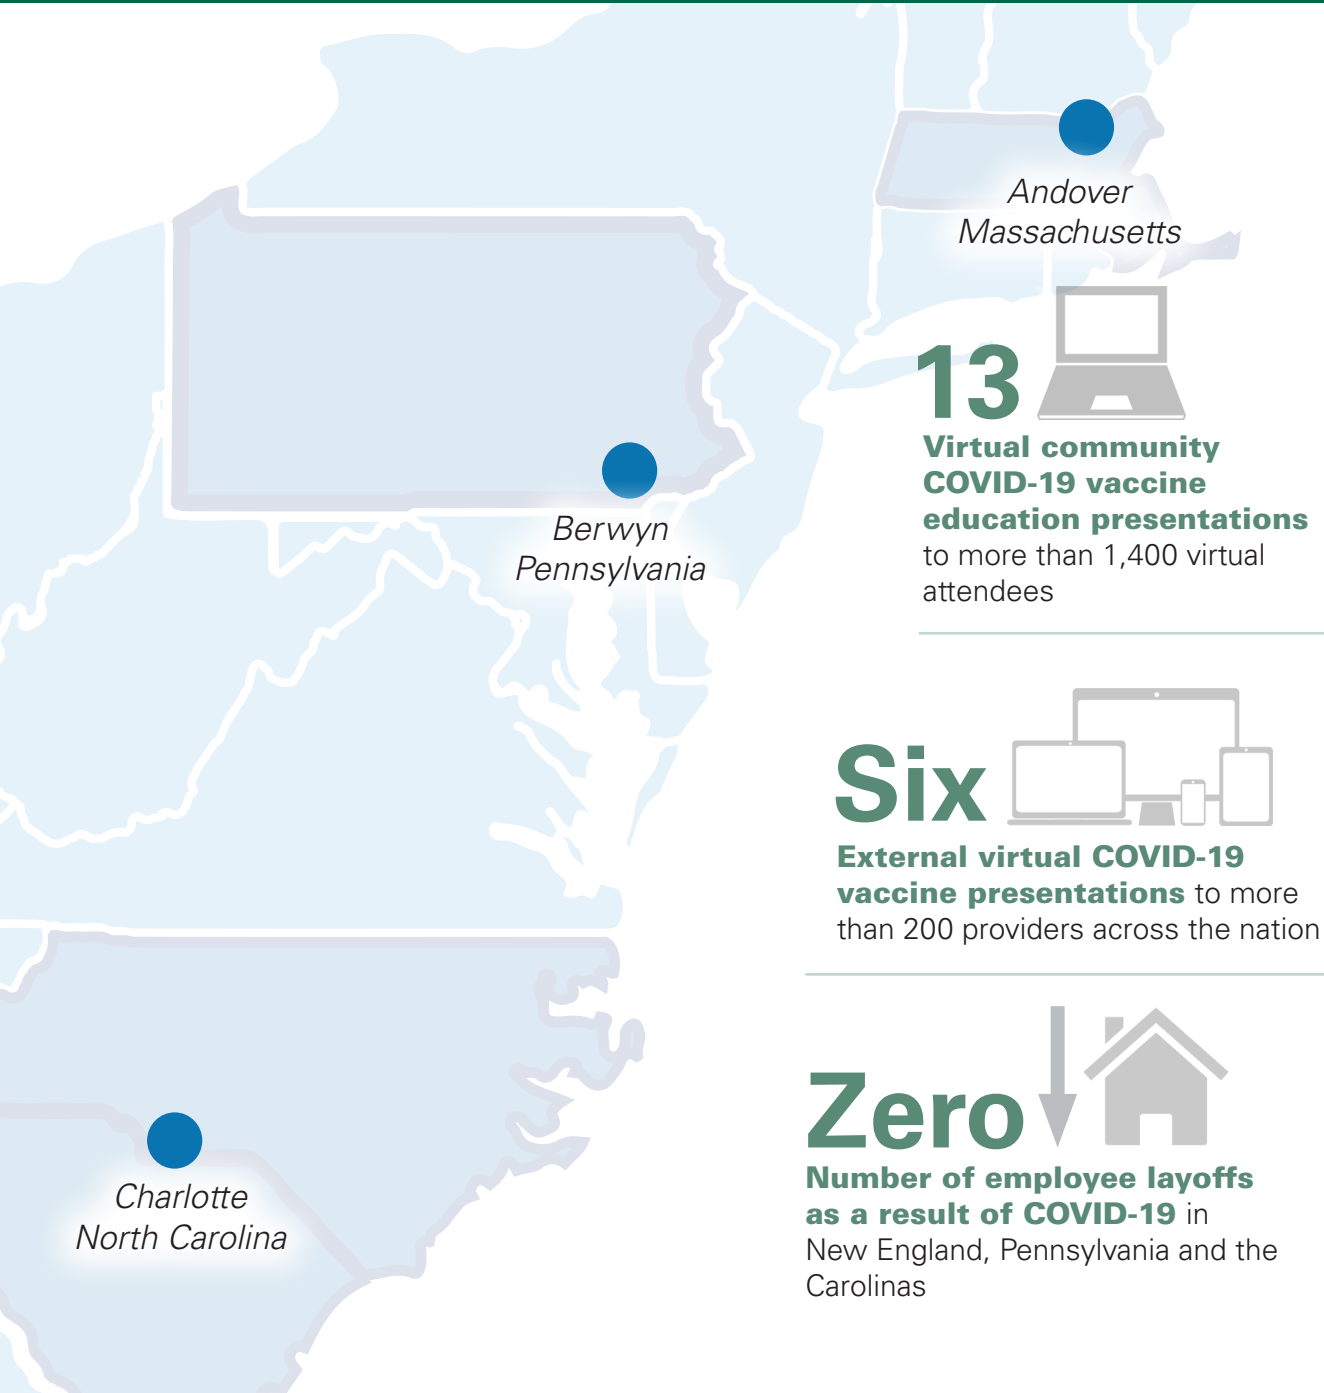 Andover
Massachusetts
13
Virtual community
COVID-19 vaccine
education presentations
to more than 1,400 virtual
attendees
Berwyn
Pennsylvania
Six
External virtual COVID-19
vaccine presentations to more
than 200 providers across the nation
Zero
Number of employee layoffs
as a result of COVID-19 in
New England, Pennsylvania and the
Carolinas
Charlotte
North Carolina